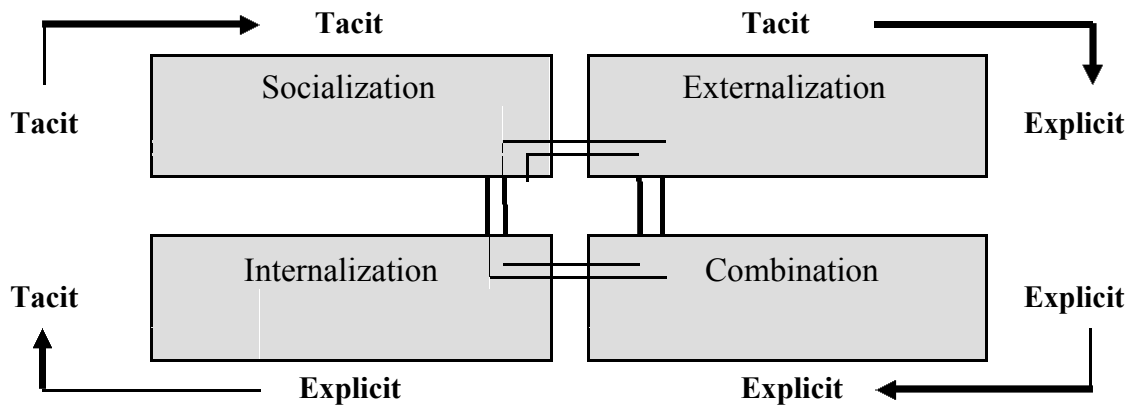 Tacit Tacit
Socialization Externalization
Tacit Explicit
Internalization Combination
Tacit Explicit
Explicit Explicit